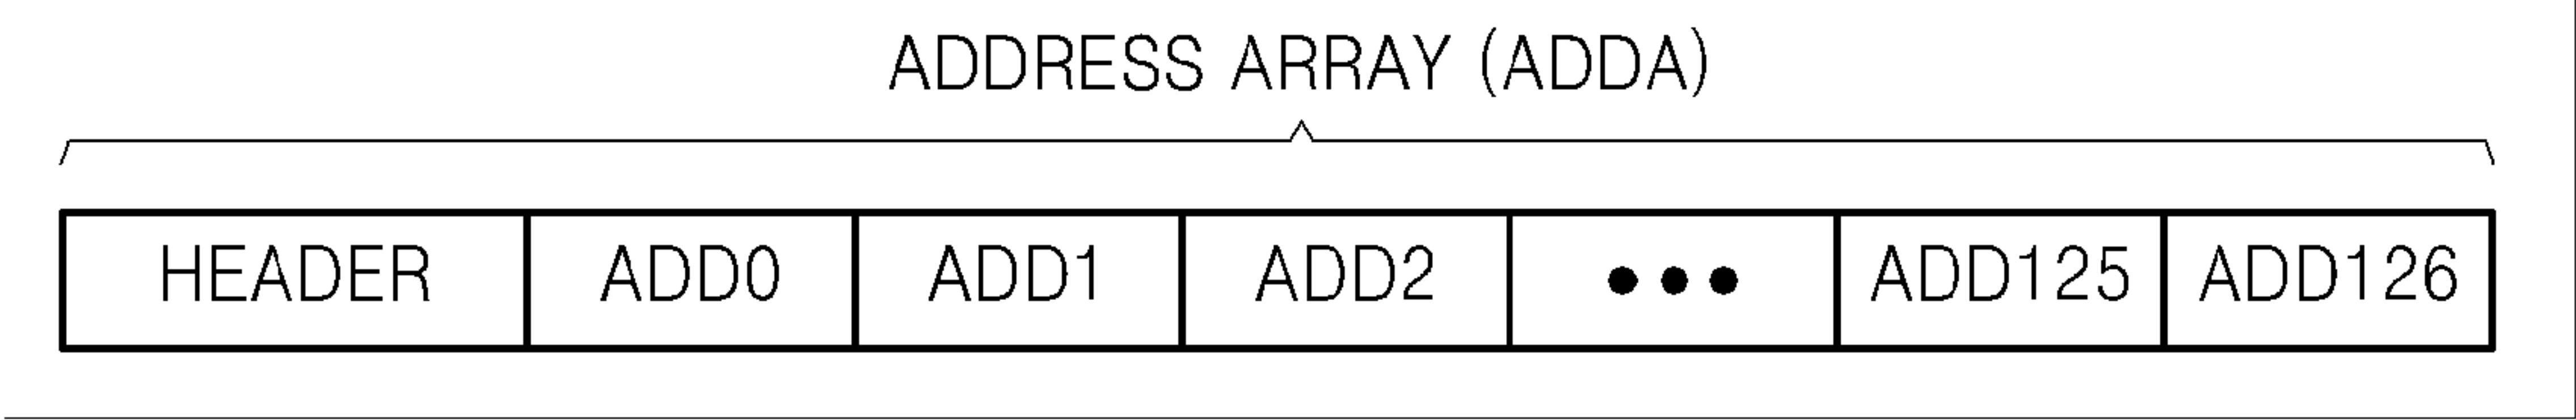 ADDRESS ARRAY (ADDA)
HEADER ADD0 ADD1 ADD2 ••• ADD125 ADD126